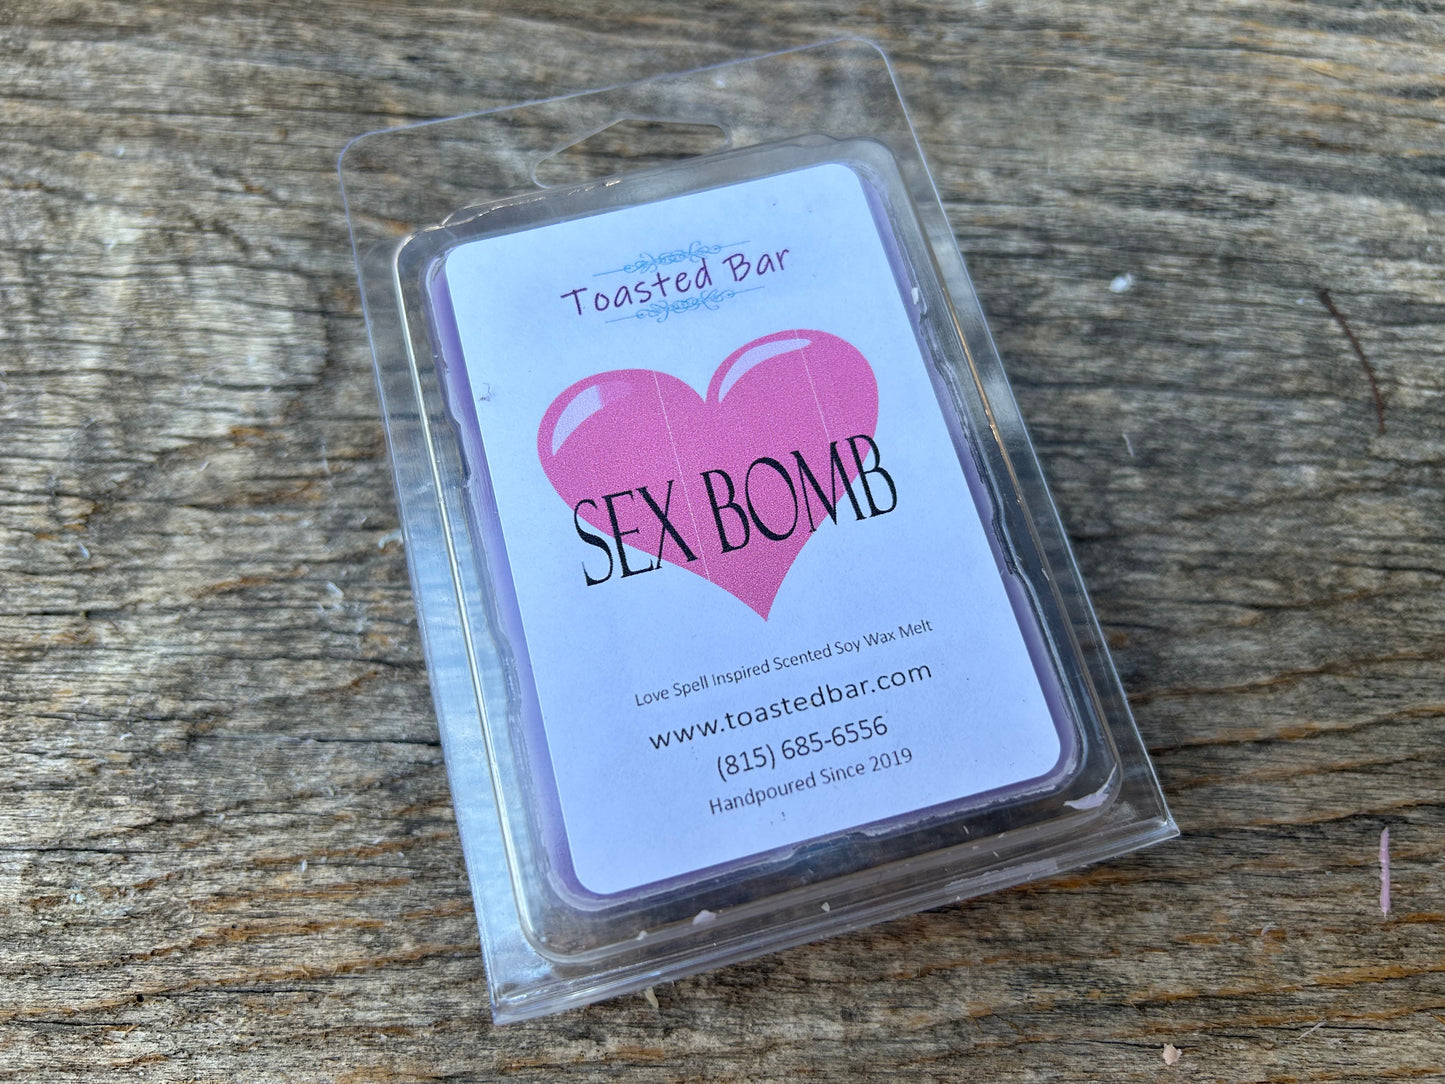 Toasted Bar
SEX BOMB
Love Spell Inspired Scented Soy Wax Melt
www.toastedbar.com
(815) 685-6556
Handpoured Since 2019